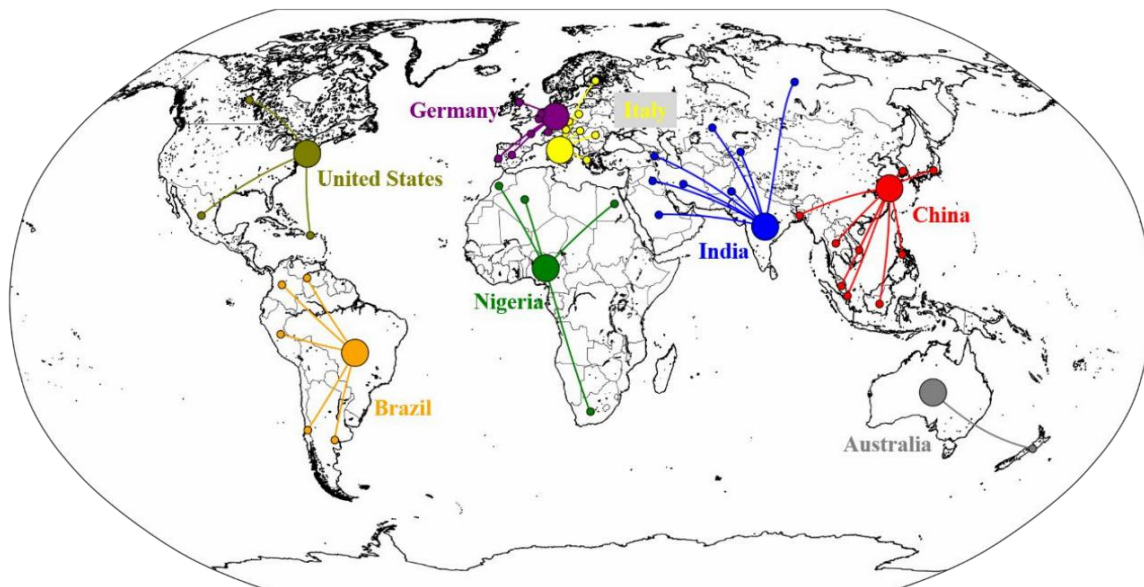 Germany
Italy
United States
China
India
Nigeria
Brazil
Australia